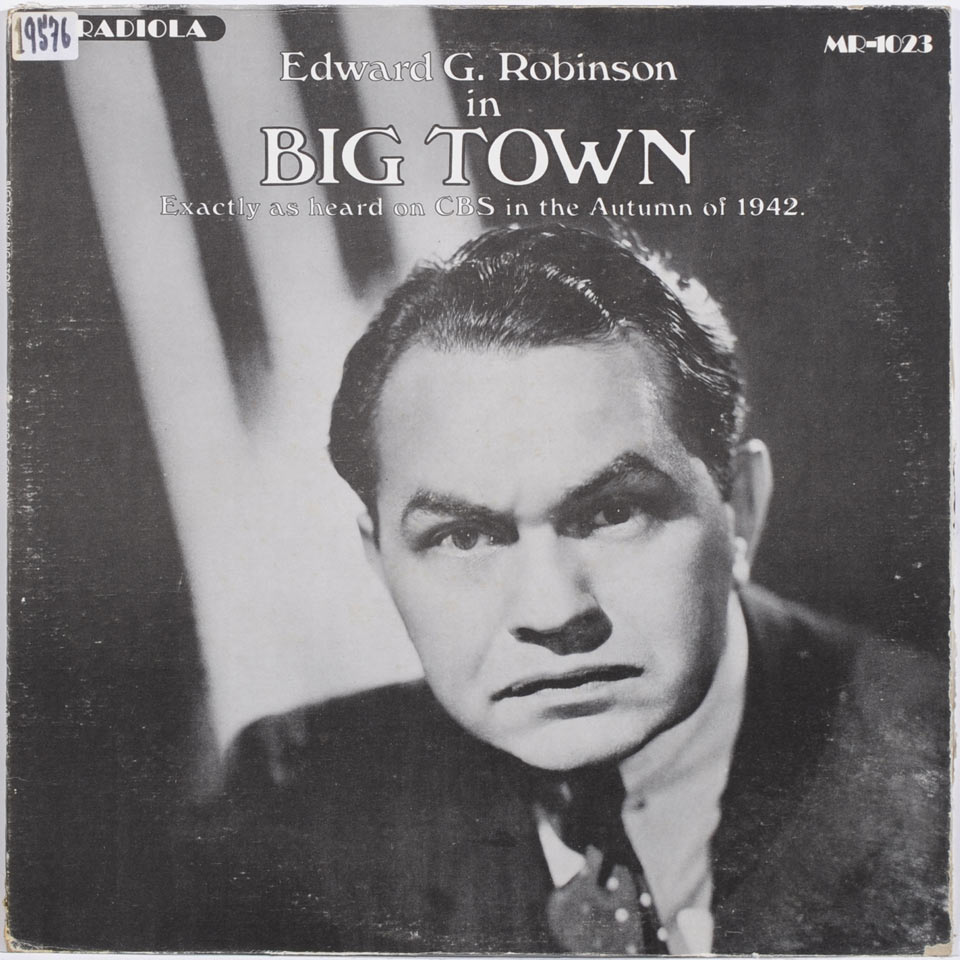 19576
RADIOLA
MR-1023
Edward G. Robinson
in
BIG TOWN
Exactly as heard on CBS in the Autumn of 1942.